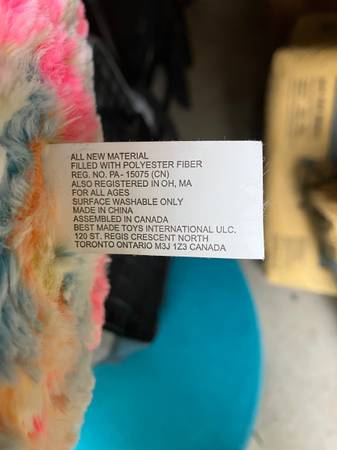 ALL NEW MATERIAL
FILLED WITH POLYESTER FIBER
REG. NO. PA- 15075 (CN)
ALSO REGISTERED IN OH, MA
FOR ALL AGES
SURFACE WASHABLE ONLY
MADE IN CHINA
ASSEMBLED IN CANADA
BEST MADE TOYS INTERNATIONAL ULC.
120 ST. REGIS CRESCENT NORTH
TORONTO ONTARIO M3J 1Z3 CANADA